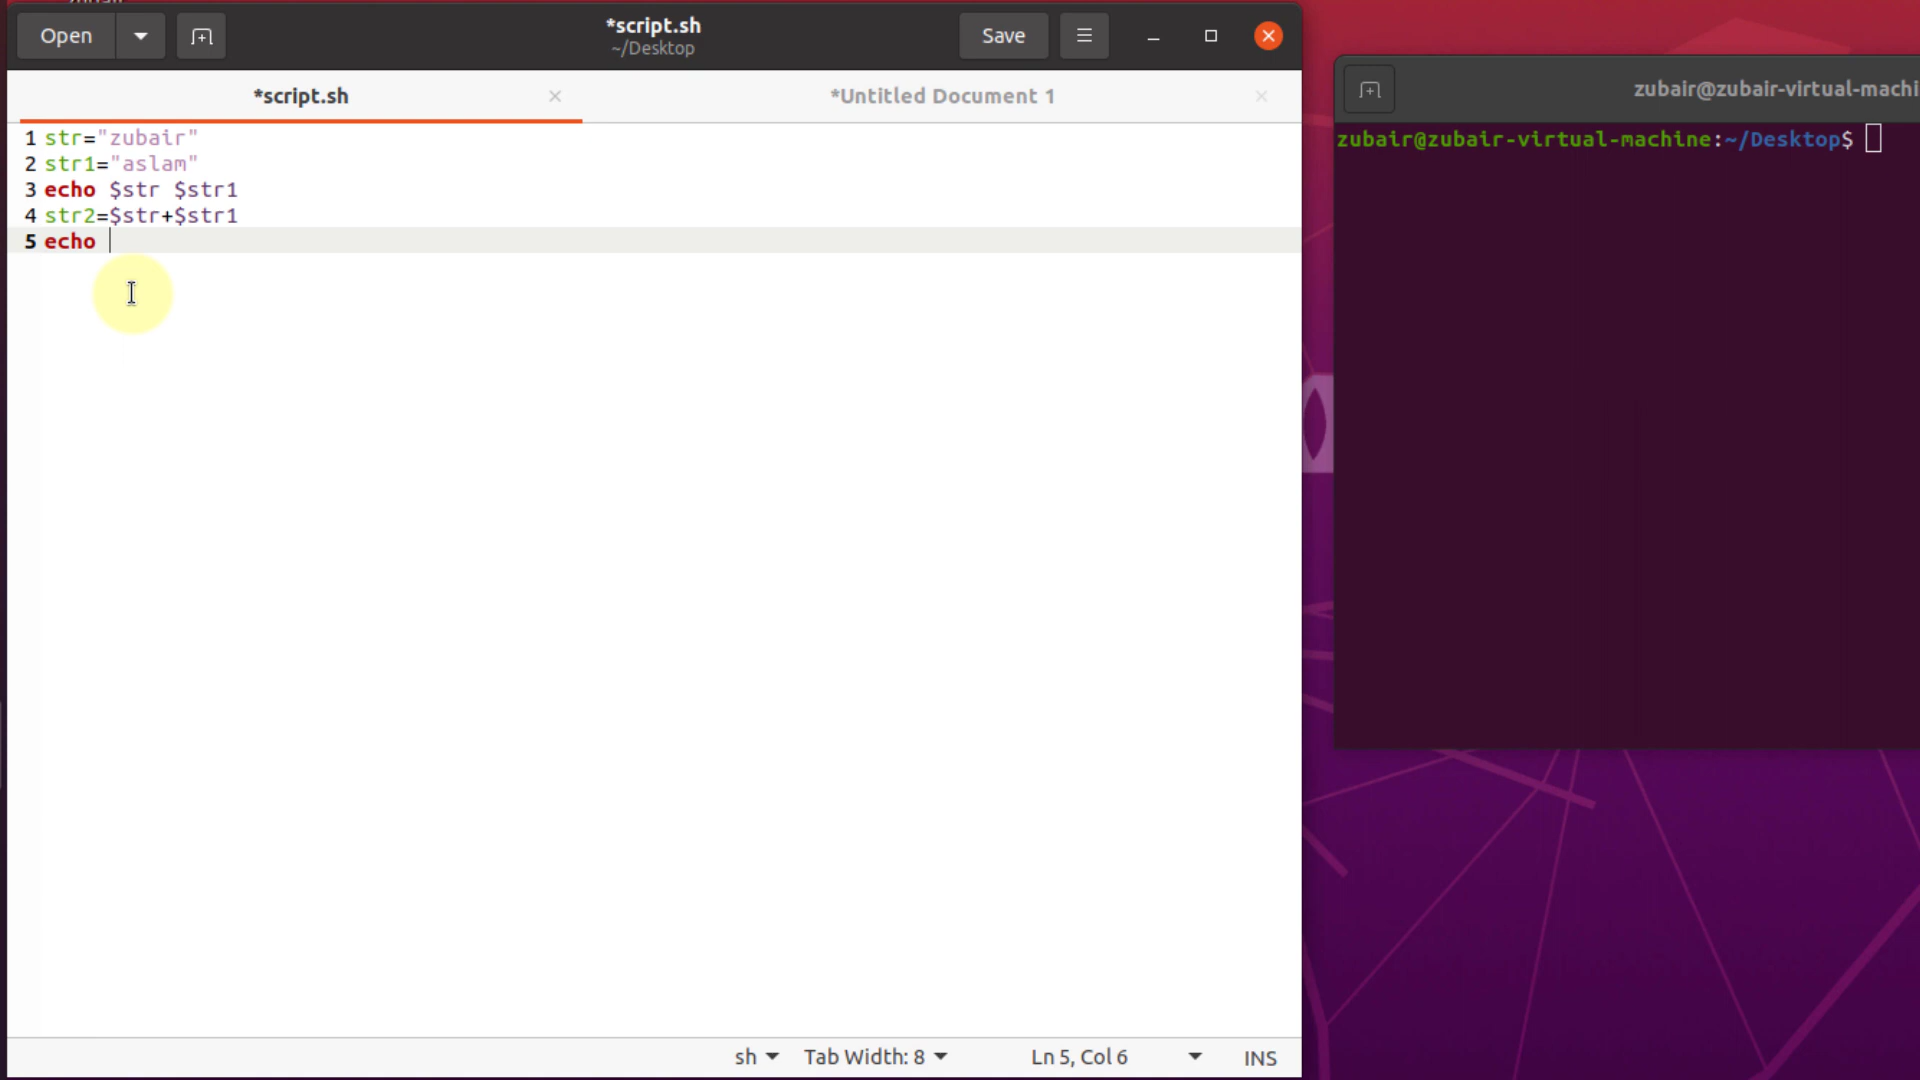 Open
*script.sh
~/Desktop
Save
*script.sh
*Untitled Document 1
1 str="zubair"
2 str1="aslam"
3 echo $str $str1
4 str2=$str+$str1
5 echo
sh
Tab Width: 8
Ln 5, Col 6
INS
zubair@zubair-virtual-machi
zubair@zubair-virtual-machine:~/Desktop$